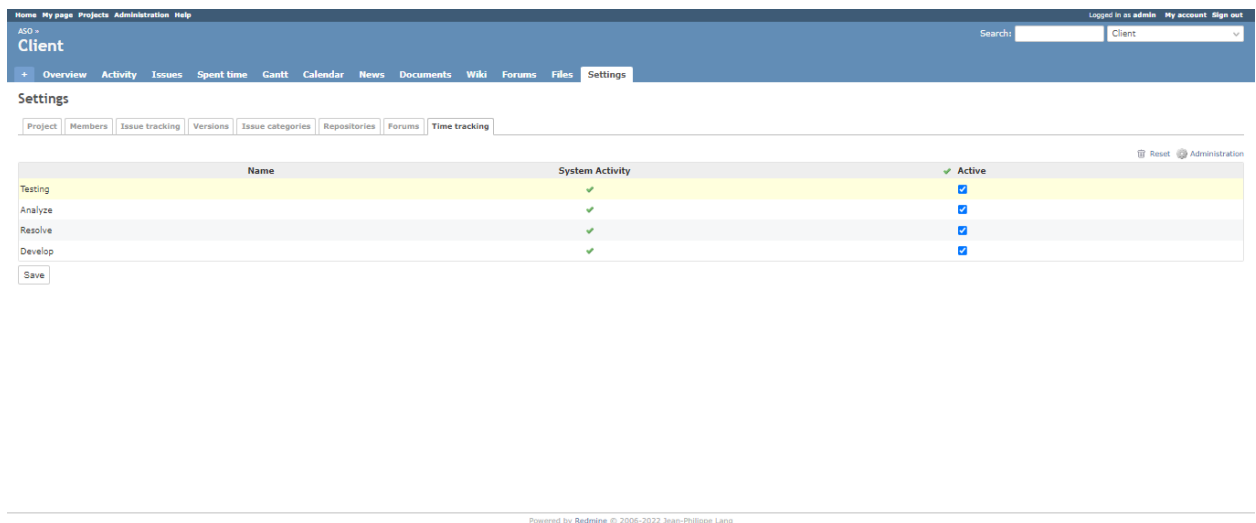 Home My page Projects Administration Help Logged in as admin My account Sign out
ASO »
Client
Search: Client
+ Overview Activity Issues Spent time Gantt Calendar News Documents Wiki Forums Files Settings
Settings
Project Members Issue tracking Versions Issue categories Repositories Forums Time tracking
Reset Administration
Name System Activity Active
Testing
Analyze
Resolve
Develop
Save
Powered by Redmine © 2006-2022 Jean-Philippe Lang